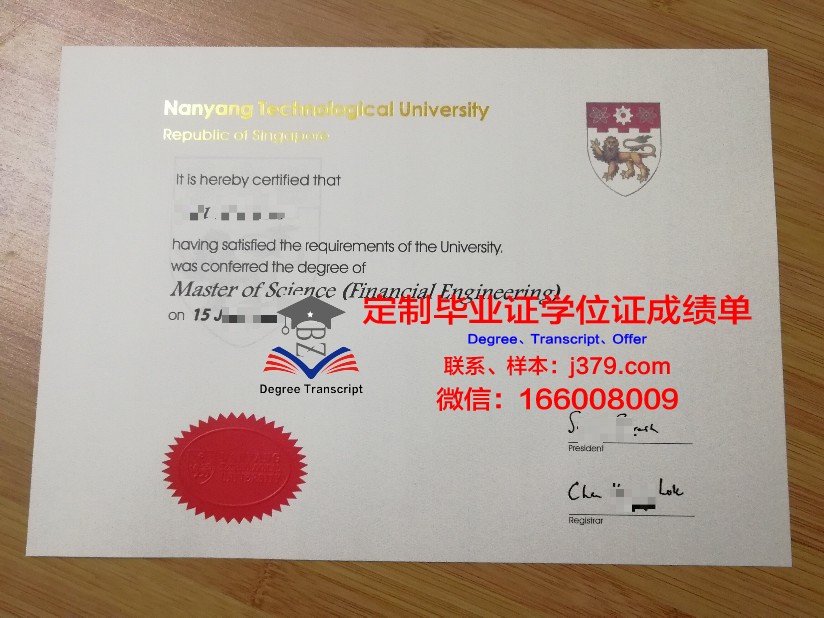 Nanyang Technological University
Republic of Singapore
It is hereby certified that
having satisfied the requirements of the University,
was conferred the degree of
Master of Science (Financial Engineering)
on 15 J
定制毕业证学位证成绩单
Degree、Transcript、Offer
BZ
联系、样本：j379.com
Degree Transcript
微信：166008009
S.
President
Chen Lok
Registrar